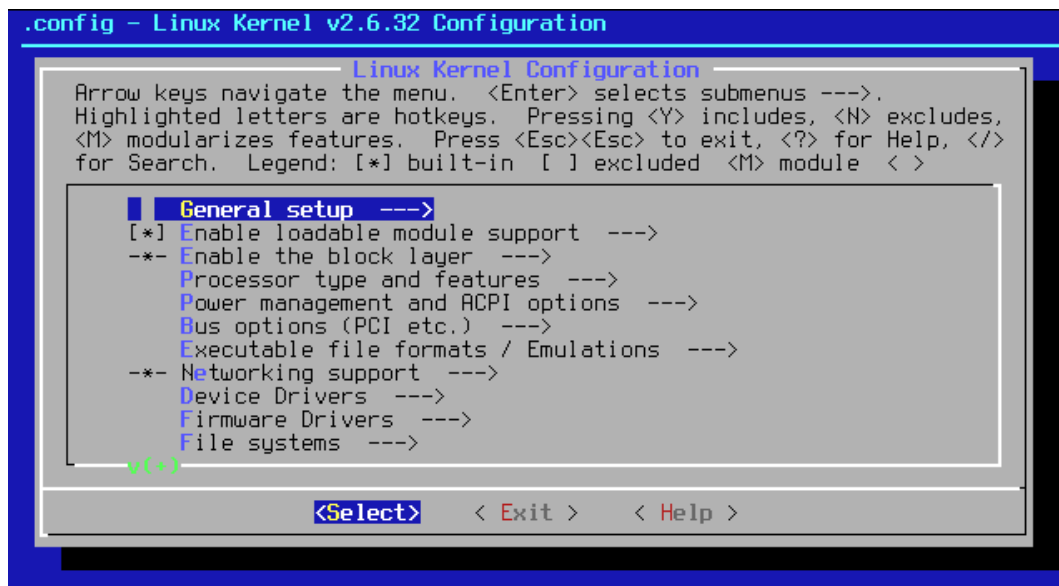 .config - Linux Kernel v2.6.32 Configuration
Linux Kernel Configuration
Arrow keys navigate the menu.  <Enter> selects submenus --->.
Highlighted letters are hotkeys.  Pressing <Y> includes, <N> excludes,
<M> modularizes features.  Press <Esc><Esc> to exit, <?> for Help, </>
for Search.  Legend: [*] built-in  [ ] excluded  <M> module  < >
General setup  --->
[*] Enable loadable module support  --->
-*- Enable the block layer  --->
Processor type and features  --->
Power management and ACPI options  --->
Bus options (PCI etc.)  --->
Executable file formats / Emulations  --->
-*- Networking support  --->
Device Drivers  --->
Firmware Drivers  --->
File systems  --->
v(+)
<Select>    < Exit >    < Help >